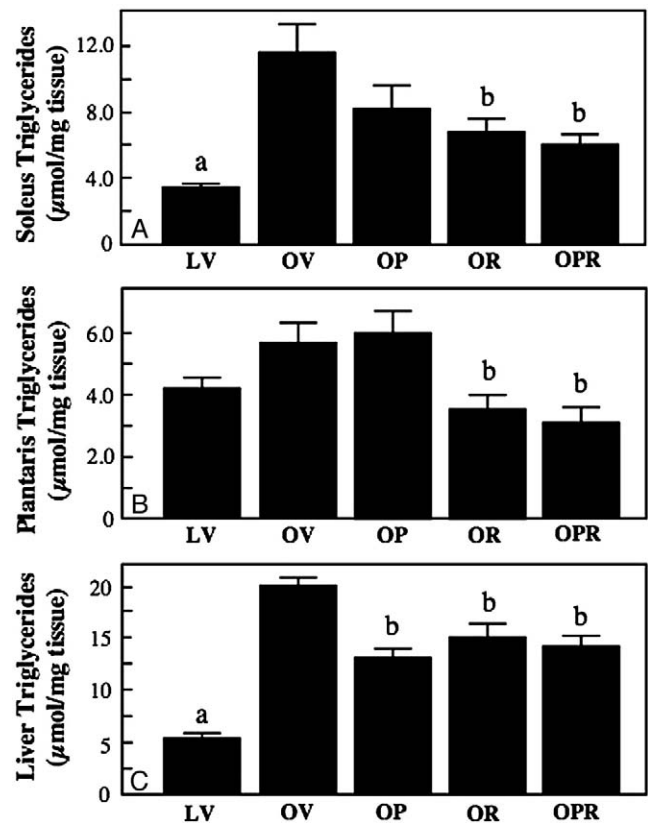 Soleus Triglycerides
(µmol/mg tissue)
12.0
8.0
4.0
0
A
a
b
b
LV OV OP OR OPR
Plantaris Triglycerides
(µmol/mg tissue)
6.0
4.0
2.0
0
B
b
b
LV OV OP OR OPR
Liver Triglycerides
(µmol/mg tissue)
20
15
10
5
0
C
a
b
b
b
LV OV OP OR OPR